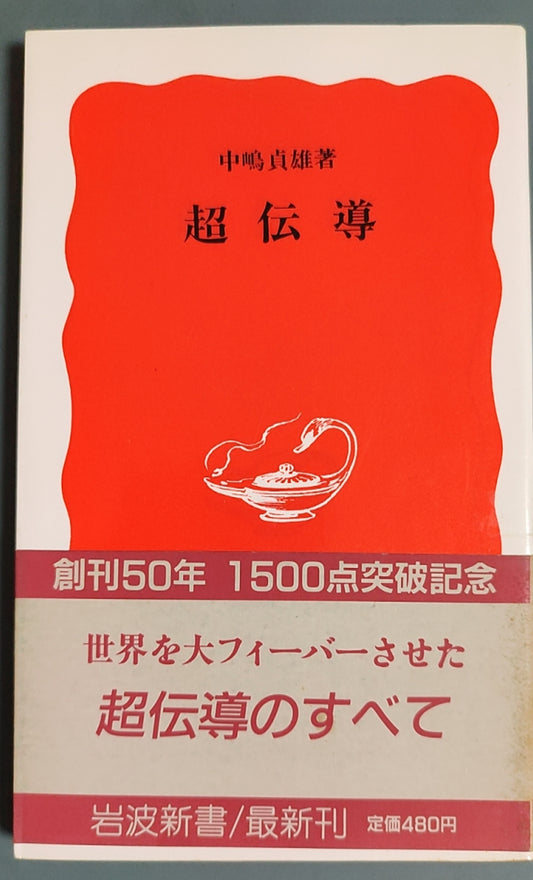 中嶋貞雄著
超伝導
創刊50年 1500点突破記念
世界を大フィーバーさせた
超伝導のすべて
岩波新書/最新刊 定価480円